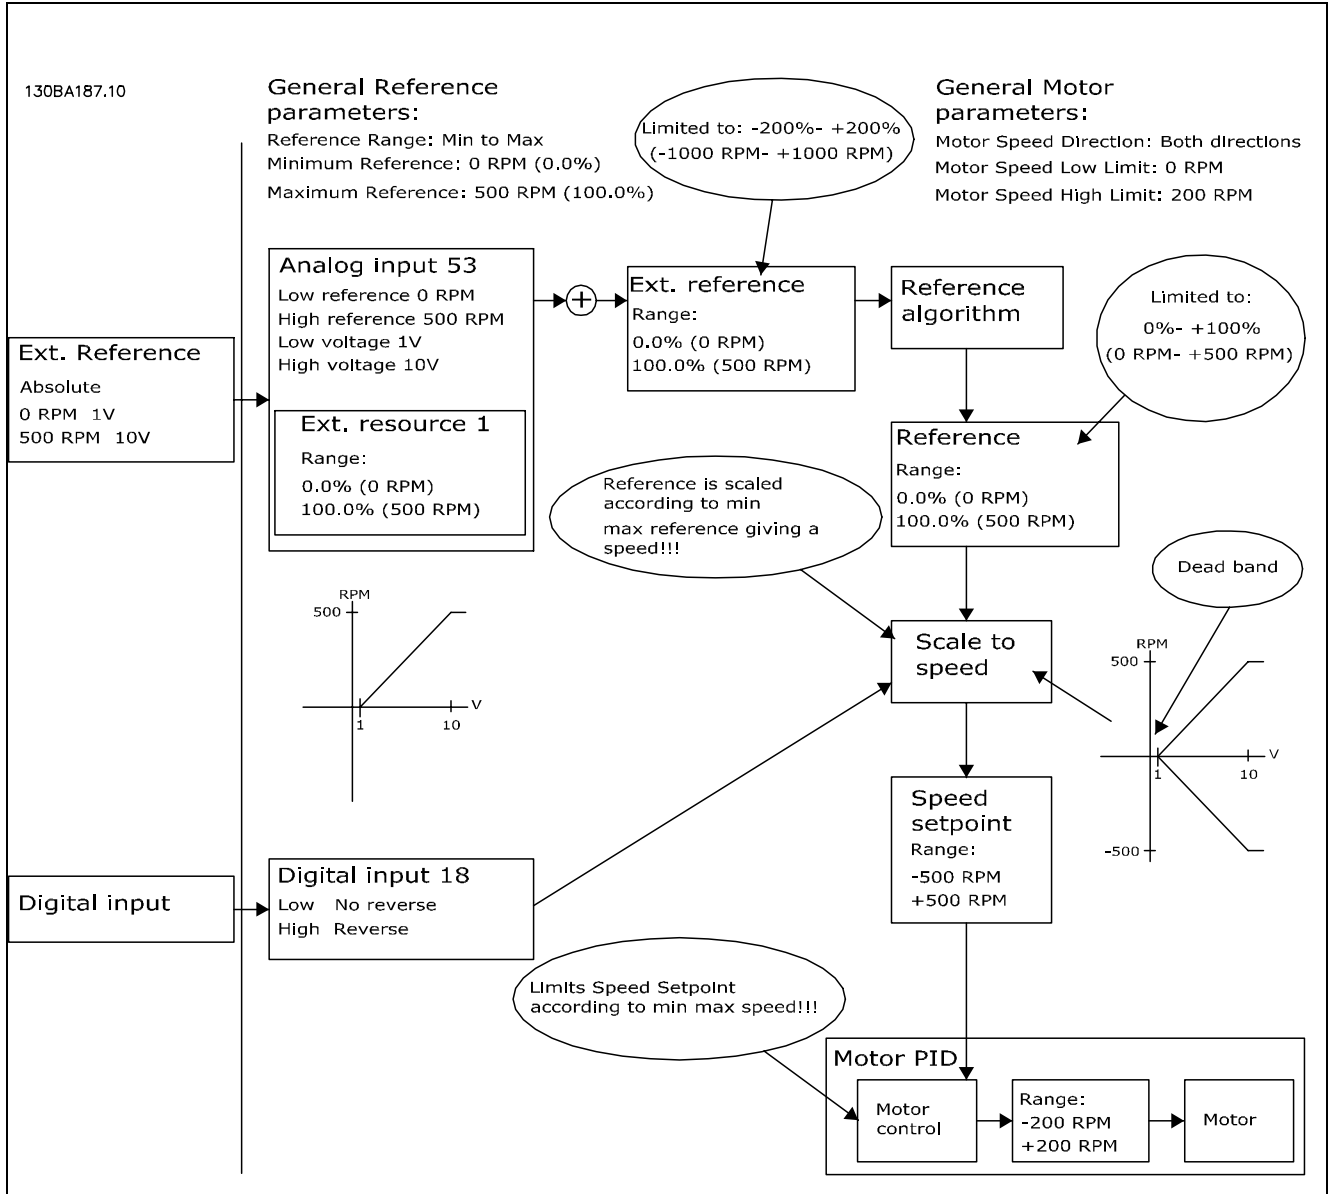 130BA187.10
General Reference
parameters:
Reference Range: Min to Max
Minimum Reference: 0 RPM (0.0%)
Maximum Reference: 500 RPM (100.0%)
Limited to: -200%- +200%
(-1000 RPM- +1000 RPM)
General Motor
parameters:
Motor Speed Direction: Both directions
Motor Speed Low Limit: 0 RPM
Motor Speed High Limit: 200 RPM
Ext. Reference
Absolute
0 RPM 1V
500 RPM 10V
Analog input 53
Low reference 0 RPM
High reference 500 RPM
Low voltage 1V
High voltage 10V
Ext. resource 1
Range:
0.0% (0 RPM)
100.0% (500 RPM)
+
Ext. reference
Range:
0.0% (0 RPM)
100.0% (500 RPM)
Reference
algorithm
Limited to:
0%- +100%
(0 RPM- +500 RPM)
Reference
Range:
0.0% (0 RPM)
100.0% (500 RPM)
Reference is scaled
according to min
max reference giving a
speed!!!
Dead band
RPM
500
V
1
10
Scale to
speed
RPM
500
V
1
10
-500
Speed
setpoint
Range:
-500 RPM
+500 RPM
Digital input
Digital input 18
Low No reverse
High Reverse
Limits Speed Setpoint
according to min max speed!!!
Motor PID
Motor
control
Range:
-200 RPM
+200 RPM
Motor